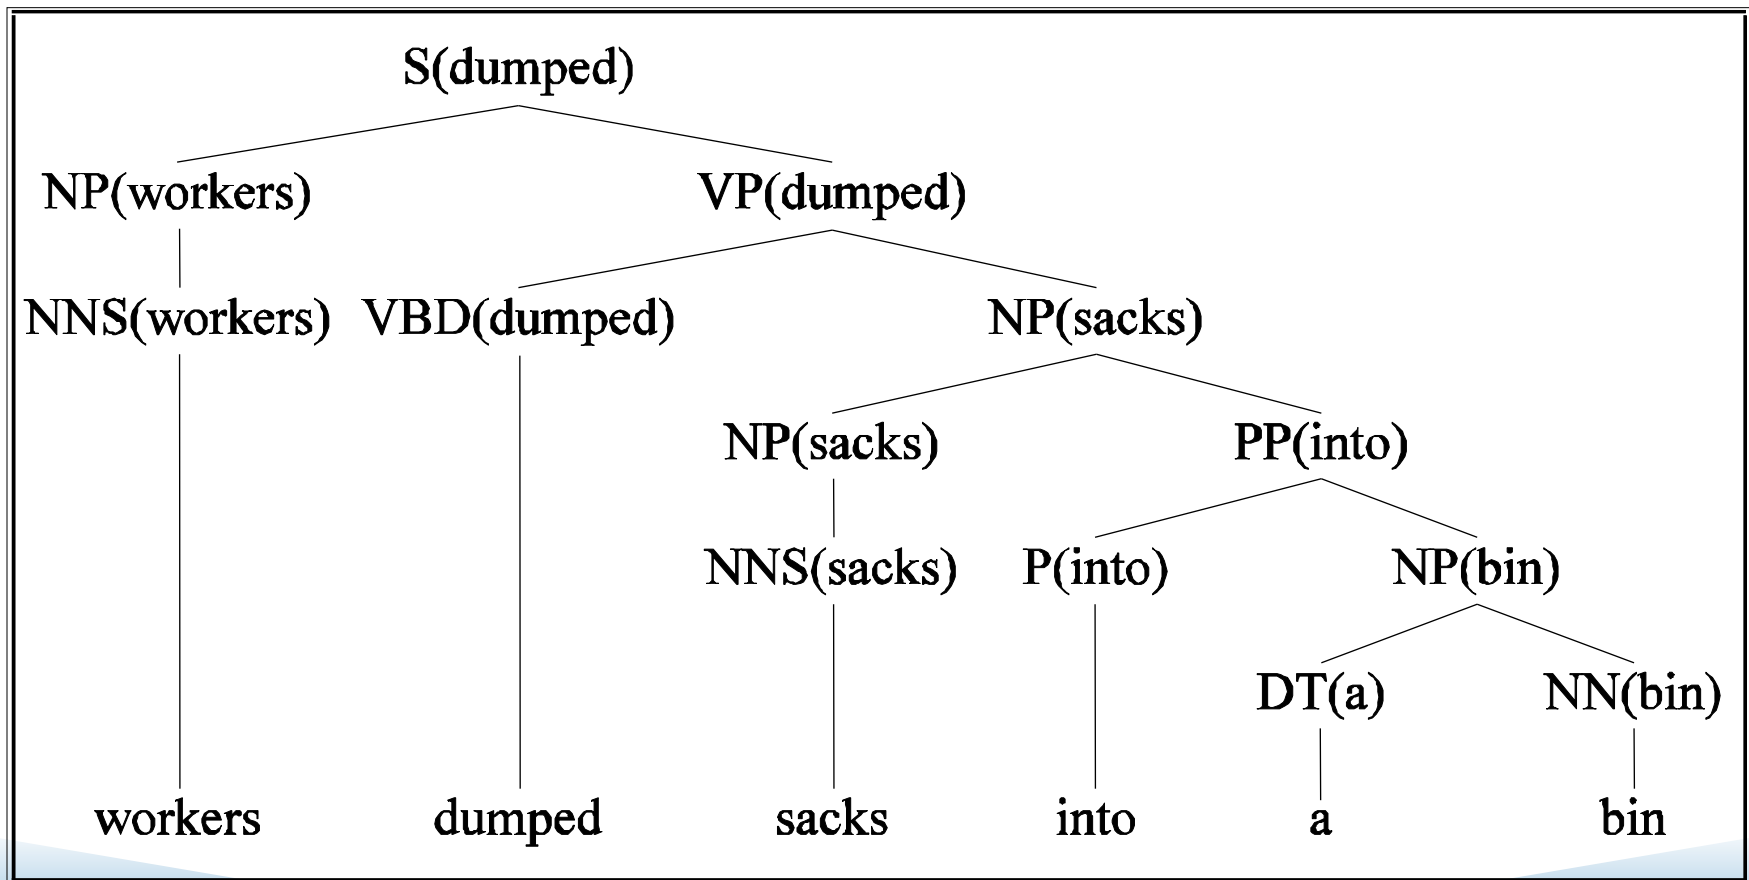 S(dumped)
NP(workers) VP(dumped)
NNS(workers) VBD(dumped) NP(sacks)
NP(sacks) PP(into)
NNS(sacks) P(into) NP(bin)
DT(a) NN(bin)
workers dumped sacks into a bin